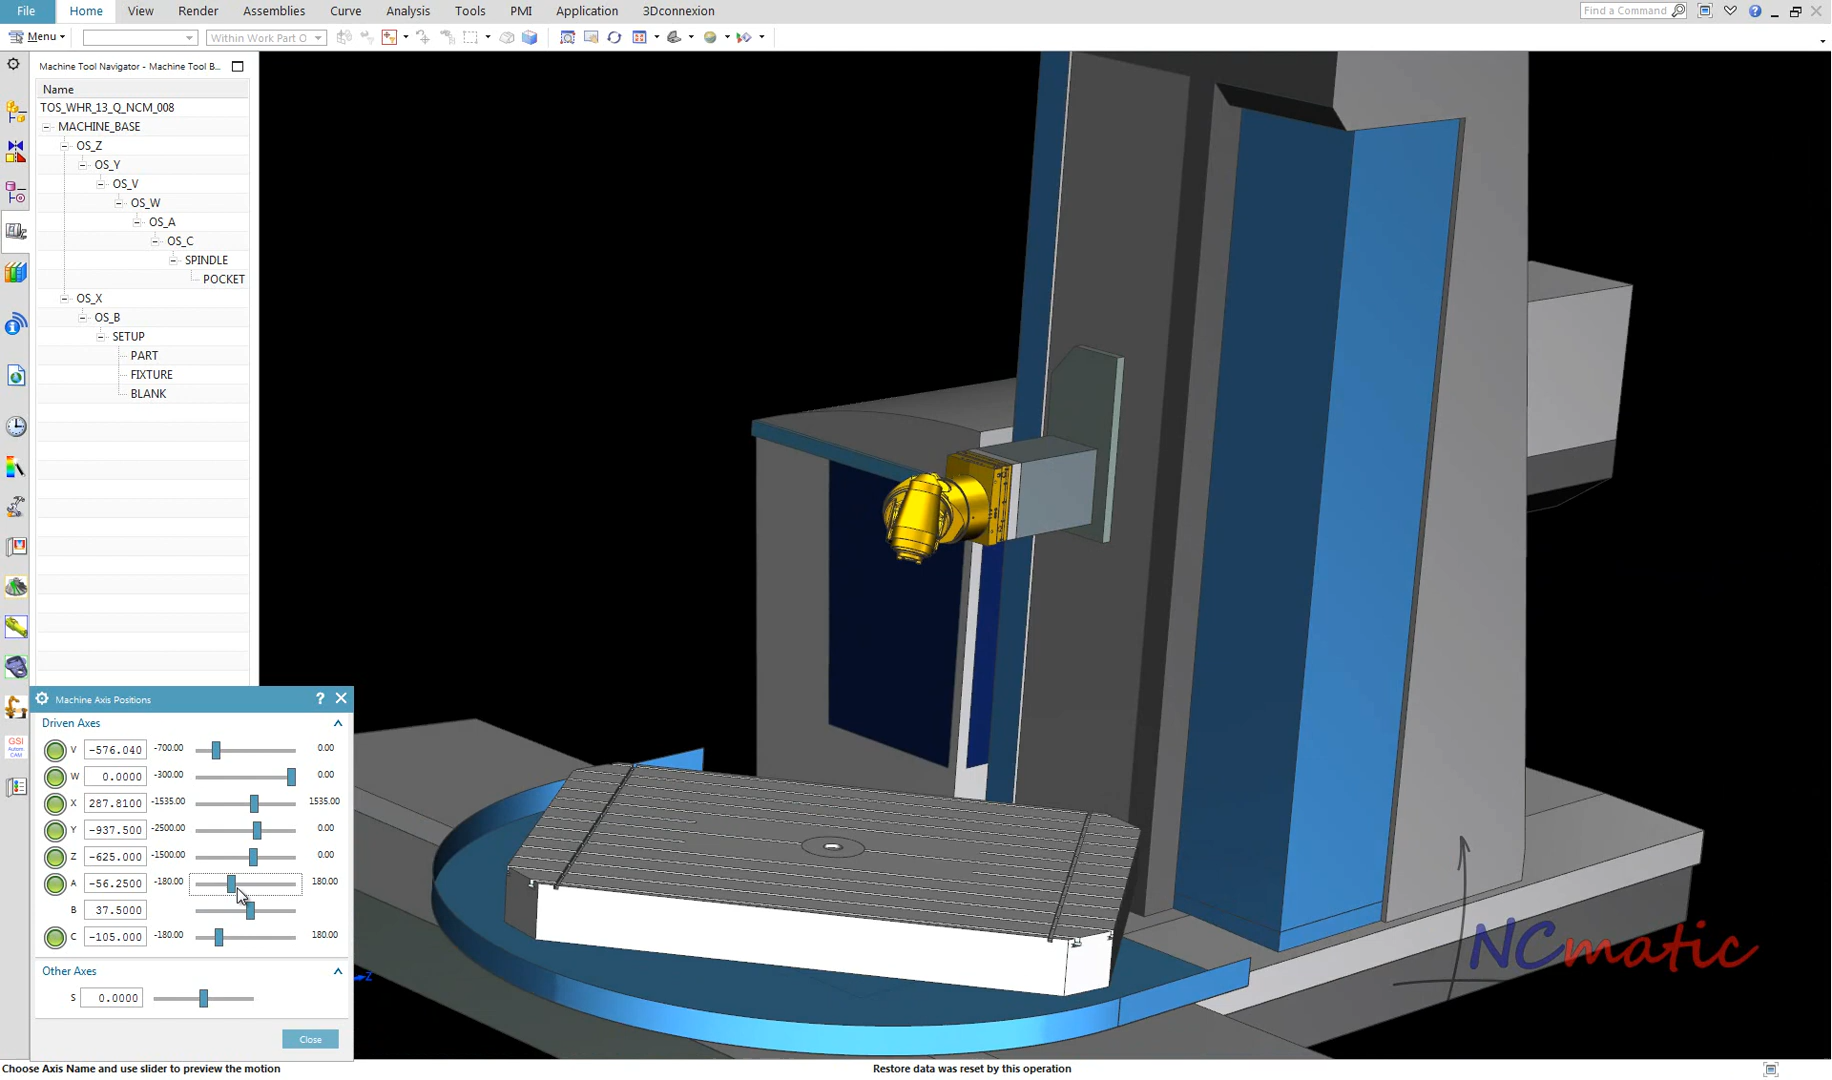 File Home View Render Assemblies Curve Analysis Tools PMI Application 3Dconnexion Find a Command
Menu Within Work Part O
Machine Tool Navigator - Machine Tool B...
Name
TOS_WHR_13_Q_NCM_008
MACHINE_BASE
OS_Z
OS_Y
OS_V
OS_W
OS_A
OS_C
SPINDLE
POCKET
OS_X
OS_B
SETUP
PART
FIXTURE
BLANK
GSI
Machine Axis Positions ?
Driven Axes
V -576.040 -700.00 0.00
W 0.0000 -300.00 0.00
X 287.8100 -1535.00 1535.00
Y -937.500 -2500.00 0.00
Z -625.000 -1500.00 0.00
A -56.2500 -180.00 180.00
B 37.5000
C -105.000 -180.00 180.00
Other Axes
S 0.0000
Close
Z
NCmatic
Choose Axis Name and use slider to preview the motion Restore data was reset by this operation